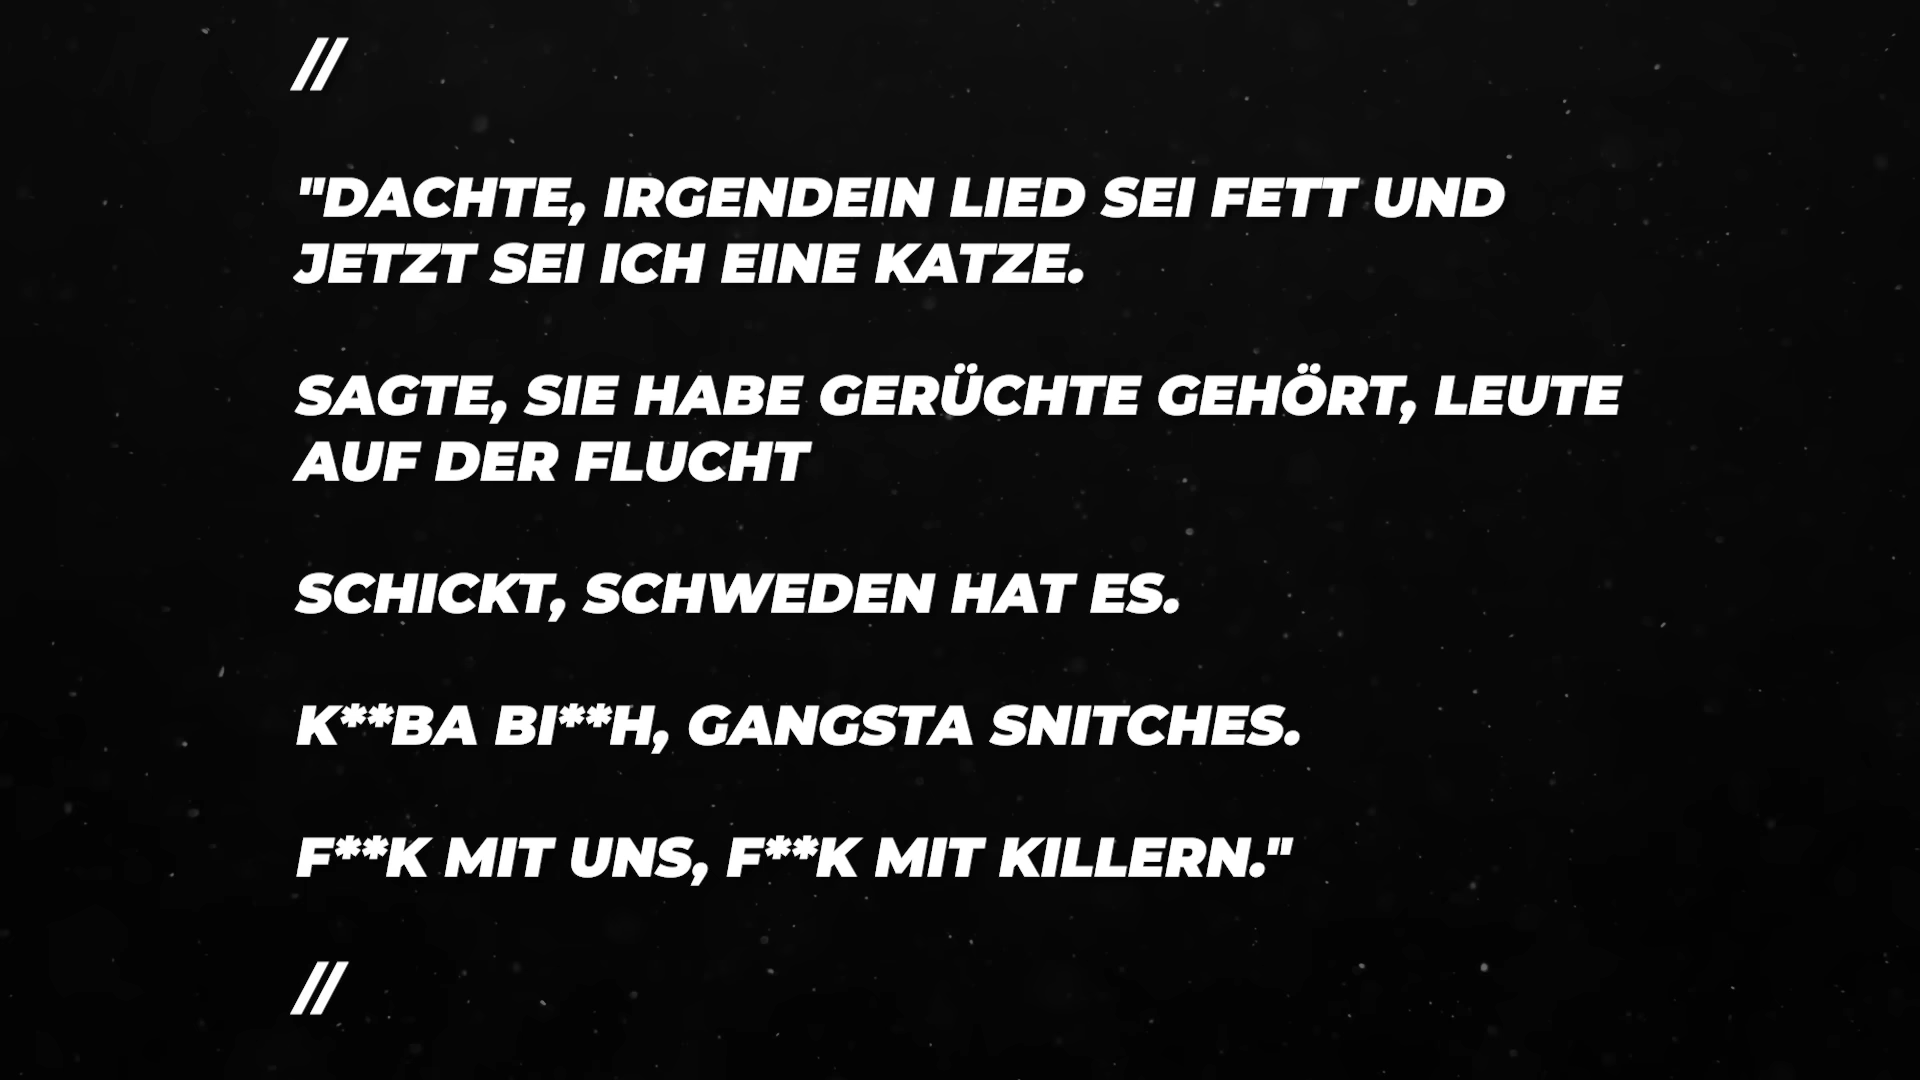 //
"DACHTE, IRGENDEIN LIED SEI FETT UND
JETZT SEI ICH EINE KATZE.
SAGTE, SIE HABE GERÜCHTE GEHÖRT, LEUTE
AUF DER FLUCHT
SCHICKT, SCHWEDEN HAT ES.
K**BA BI**H, GANGSTA SNITCHES.
F**K MIT UNS, F**K MIT KILLERN."
//